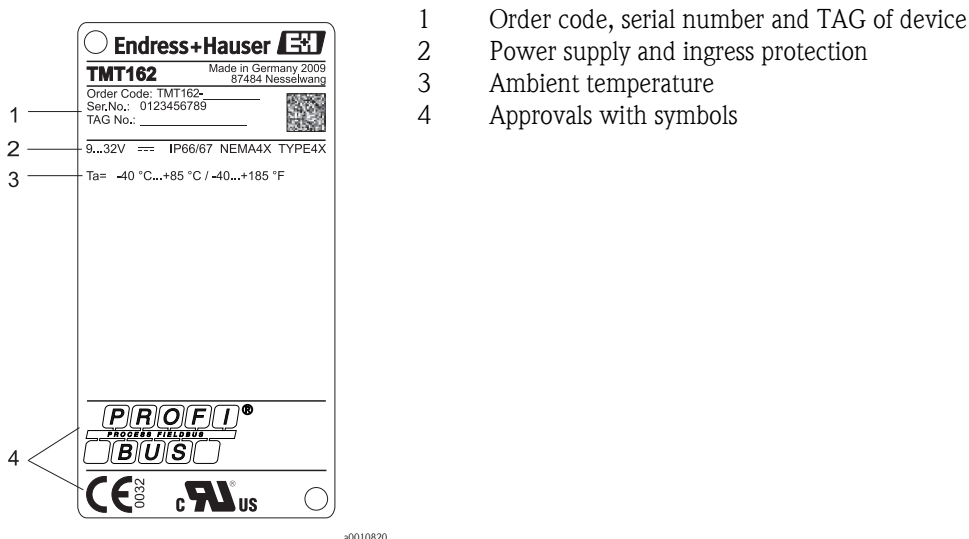 Endress+Hauser E+H
TMT162
Made in Germany 2009
87484 Nesselwang
Order Code: TMT162-
Ser.No.: 0123456789
TAG No.:
9...32V IP66/67 NEMA4X TYPE4X
Ta= -40 °C...+85 °C / -40...+185 °F
PROFI®
PROCESS FIELDBUS
BUS
CE 0032
C RU® US
1
2
3
4
a0010820
1 Order code, serial number and TAG of device
2 Power supply and ingress protection
3 Ambient temperature
4 Approvals with symbols